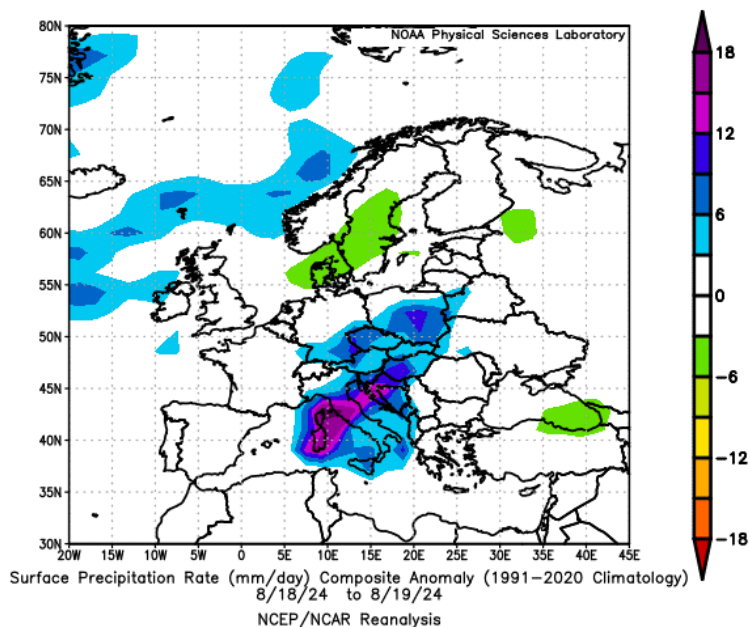 NOAA Physical Sciences Laboratory
80N
75N
70N
65N
60N
55N
50N
45N
40N
35N
30N
20W 15W 10W 5W 0 5E 10E 15E 20E 25E 30E 35E 40E 45E
18
12
6
0
−6
−12
−18
Surface Precipitation Rate (mm/day) Composite Anomaly (1991−2020 Climatology)
8/18/24 to 8/19/24
NCEP/NCAR Reanalysis